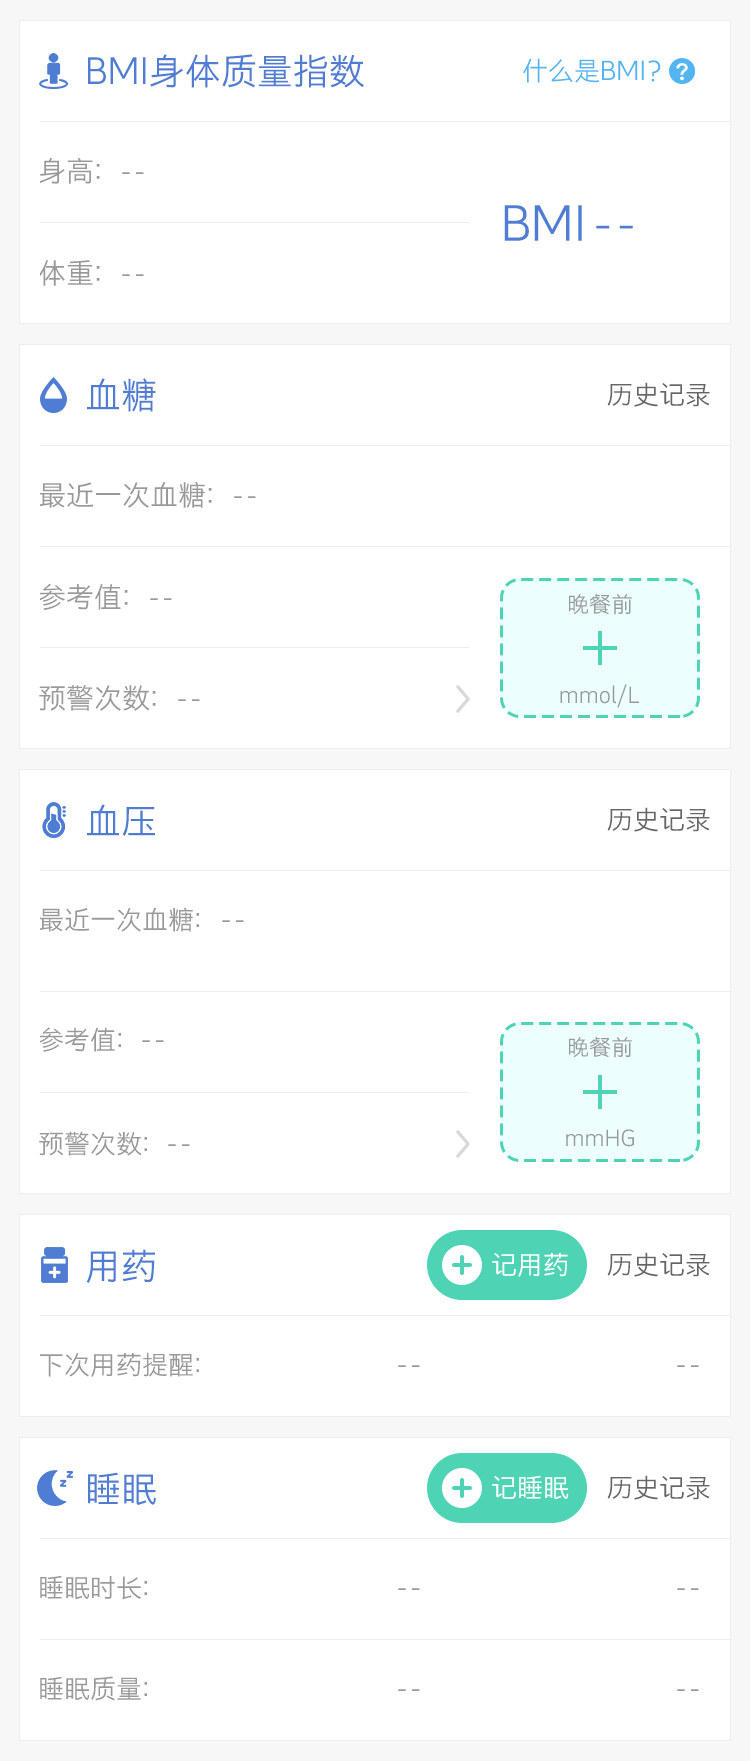 BMI身体质量指数 什么是BMI? ?
身高: --
BMI --
体重: --
血糖 历史记录
最近一次血糖: --
参考值: --
晚餐前
+
mmol/L
预警次数: --
血压 历史记录
最近一次血糖: --
参考值: --
晚餐前
+
mmHG
预警次数: --
用药 记用药 历史记录
下次用药提醒: -- --
睡眠 记睡眠 历史记录
睡眠时长: -- --
睡眠质量: -- --